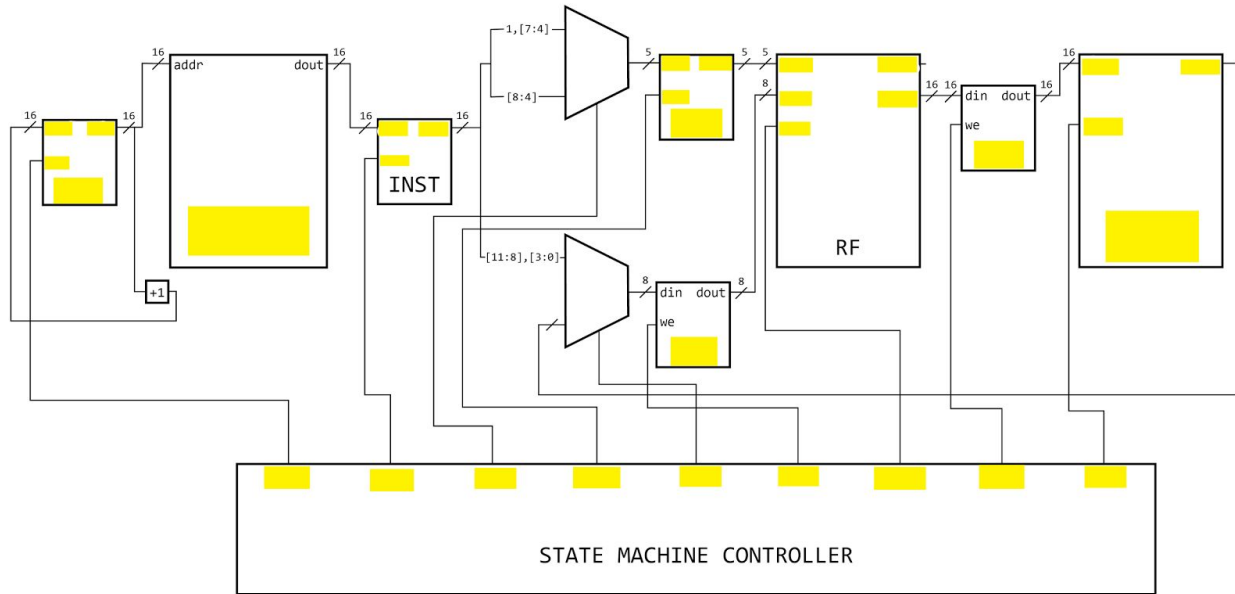 1,[7:4]
16
16
5
5
5
16
addr
dout
[8:4]
8
16
16
din
dout
16
16
16
16
16
we
INST
RF
[11:8],[3:0]
8
din
dout
8
+1
we
STATE MACHINE CONTROLLER